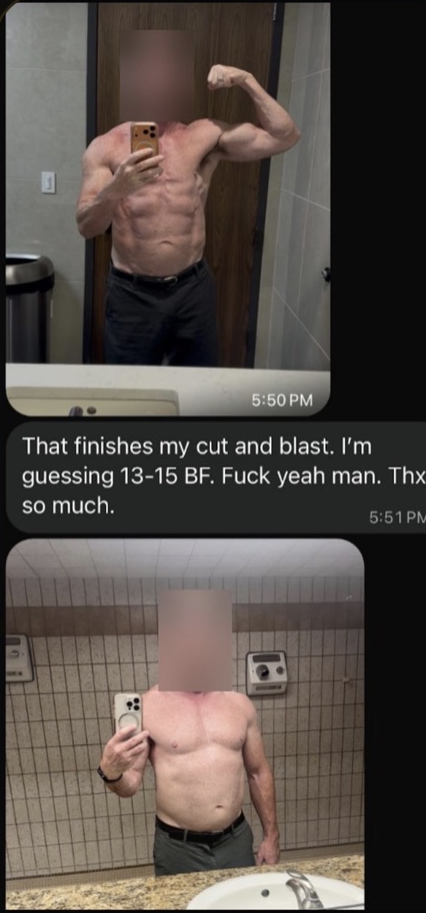 5:50 PM
That finishes my cut and blast. I’m
guessing 13-15 BF. Fuck yeah man. Thx
so much.
5:51 PM